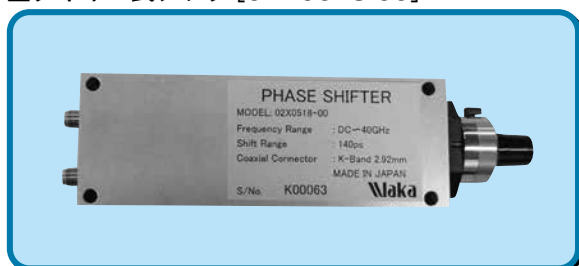 PHASE SHIFTER
MODEL: 02X0518-00
Frequency Range : DC-40GHz
Shift Range : 140ps
Coaxial Connector : K-Band 2.92mm
MADE IN JAPAN
S/No. K00063 Waka